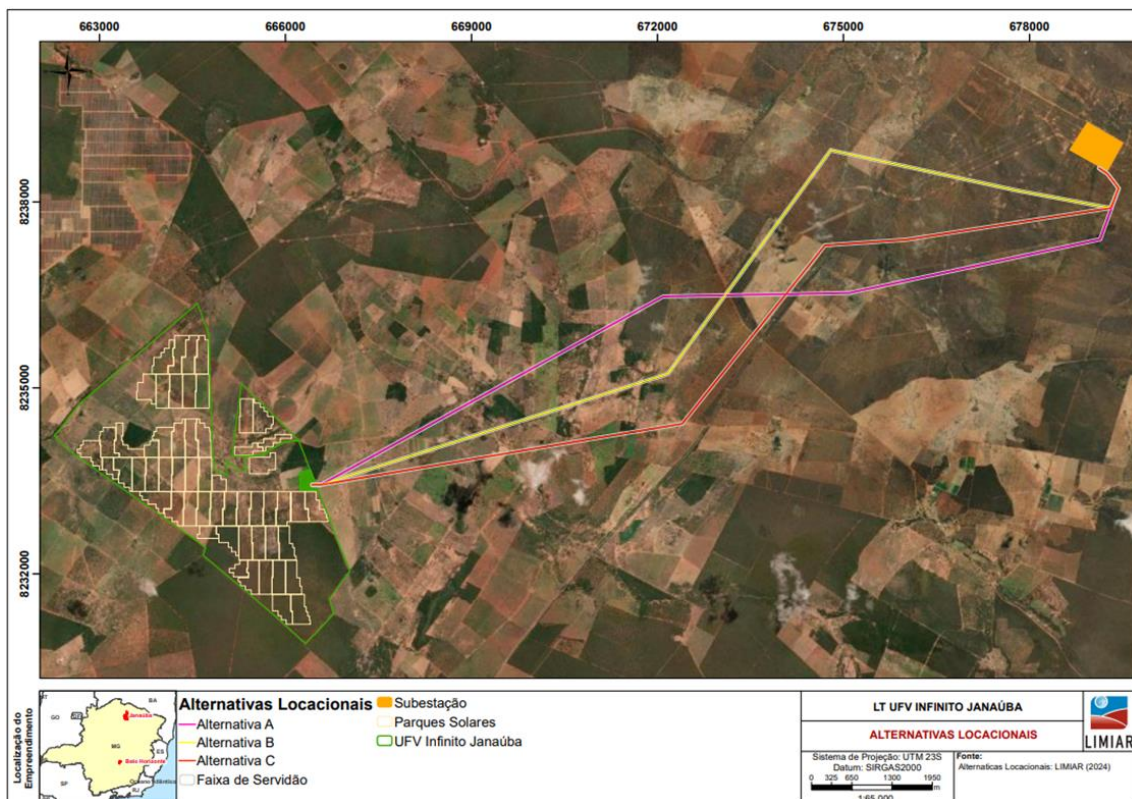 663000 666000 669000 672000 675000 678000
8238000
8235000
8232000
Localização do
Empreendimento
BA
GO
DF
Janaúba
MG
ES
Belo Horizonte
SP
RJ
Alternativas Locacionais
Alternativa A
Alternativa B
Alternativa C
Faixa de Servidão
Subestação
Parques Solares
UFV Infinito Janaúba
LT UFV INFINITO JANAÚBA
ALTERNATIVAS LOCACIONAIS
LIMIAR
Sistema de Projeção: UTM 23S
Datum: SIRGAS2000
0 325 650 1300 1950
m
1:65.000
Fonte:
Alternaticas Locacionais: LIMIAR (2024)